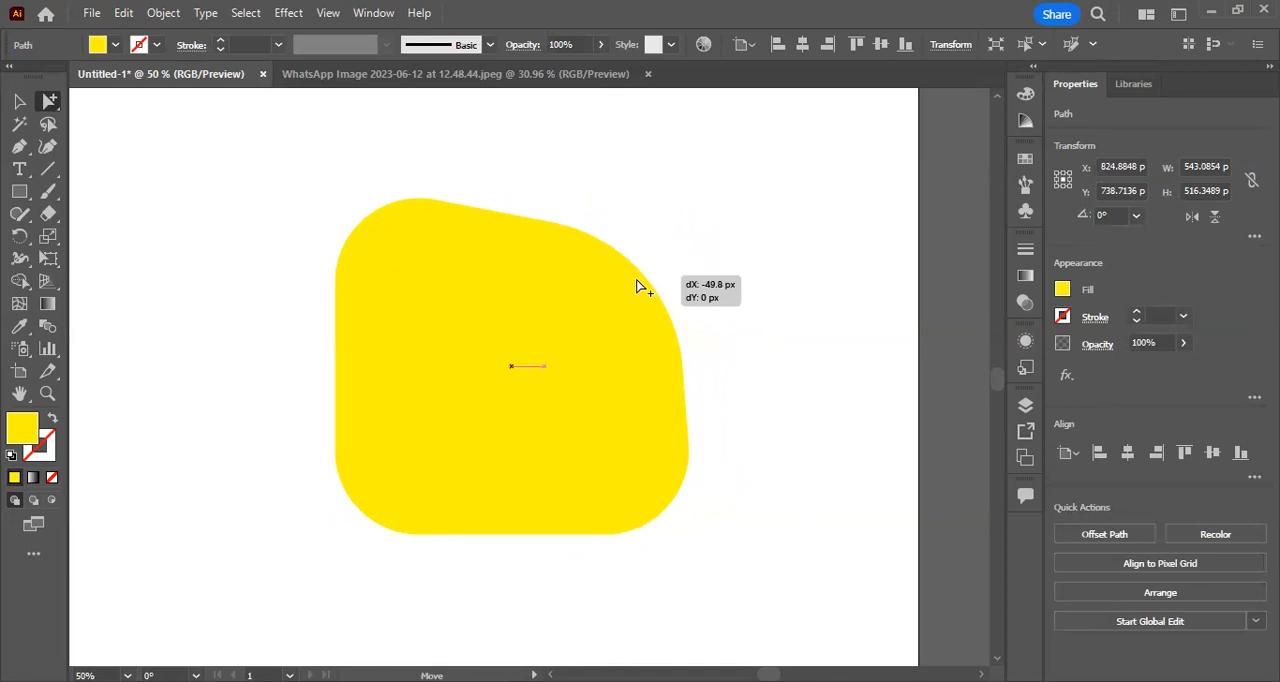 Ai File Edit Object Type Select Effect View Window Help Share
Path Stroke: Basic Opacity: 100% Style: Transform
Untitled-1* @ 50 % (RGB/Preview) × WhatsApp Image 2023-06-12 at 12.48.44.jpeg @ 30.96 % (RGB/Preview) ×
Properties Libraries
Path
Transform
X: 824.8848 p W: 543.0854 p
Y: 738.7136 p H: 516.3489 p
0°
Appearance
Fill
Stroke
Opacity 100%
fx.
Align
Quick Actions
Offset Path Recolor
Align to Pixel Grid
Arrange
Start Global Edit
dX: -49.8 px
dY: 0 px
50% 0° 1 Move